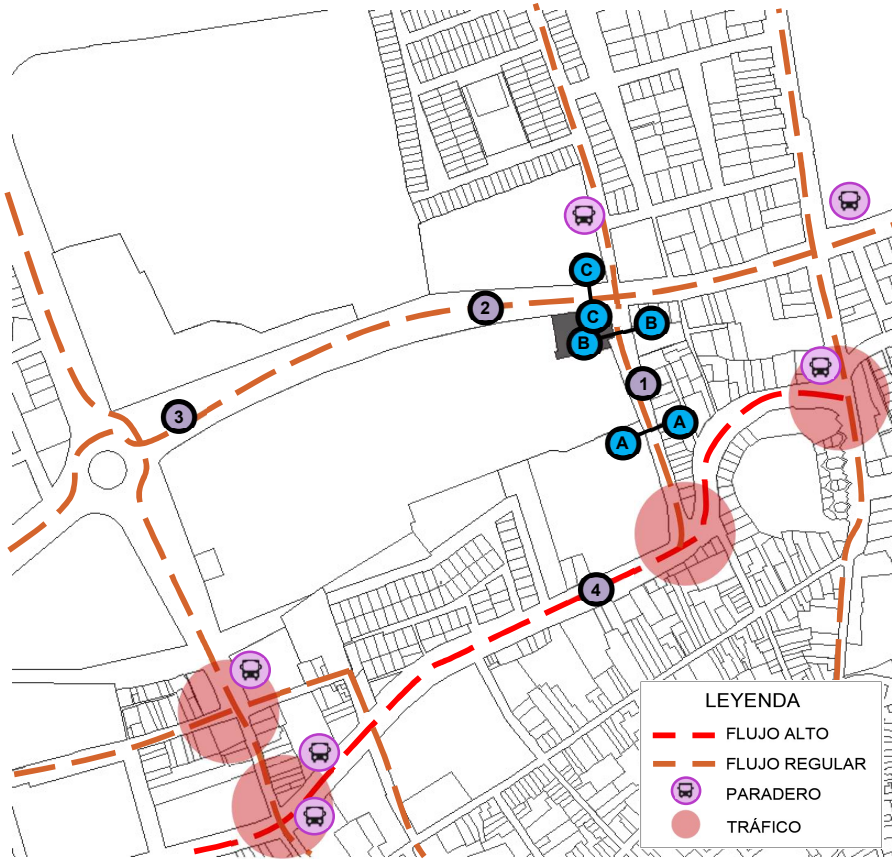 C
2
C
B
B
1
3
A
A
4
LEYENDA
FLUJO ALTO
FLUJO REGULAR
PARADERO
TRÁFICO